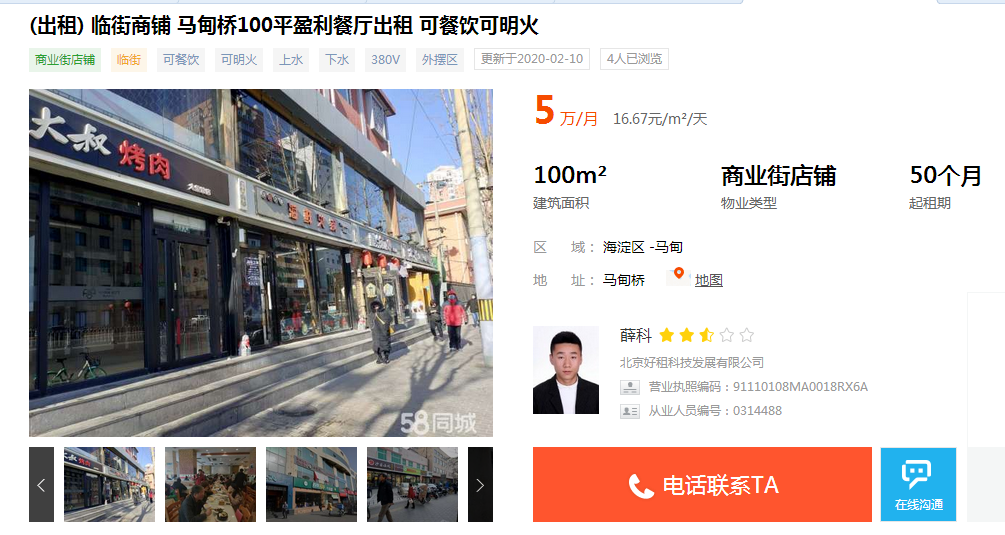 (出租) 临街商铺 马甸桥100平盈利餐厅出租 可餐饮可明火
商业街店铺 临街 可餐饮 可明火 上水 下水 380V 外摆区 更新于2020-02-10 4人已浏览
大叔 烤肉
58同城
5 万/月 16.67元/m²/天
100m² 商业街店铺 50个月
建筑面积 物业类型 起租期
区 域： 海淀区 -马甸
地 址： 马甸桥 地图
薛科
北京好租科技发展有限公司
营业执照编码：91110108MA0018RX6A
从业人员编号：0314488
电话联系TA
在线沟通